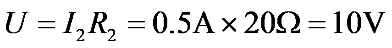 U = I₂R₂ = 0.5A × 20Ω = 10V